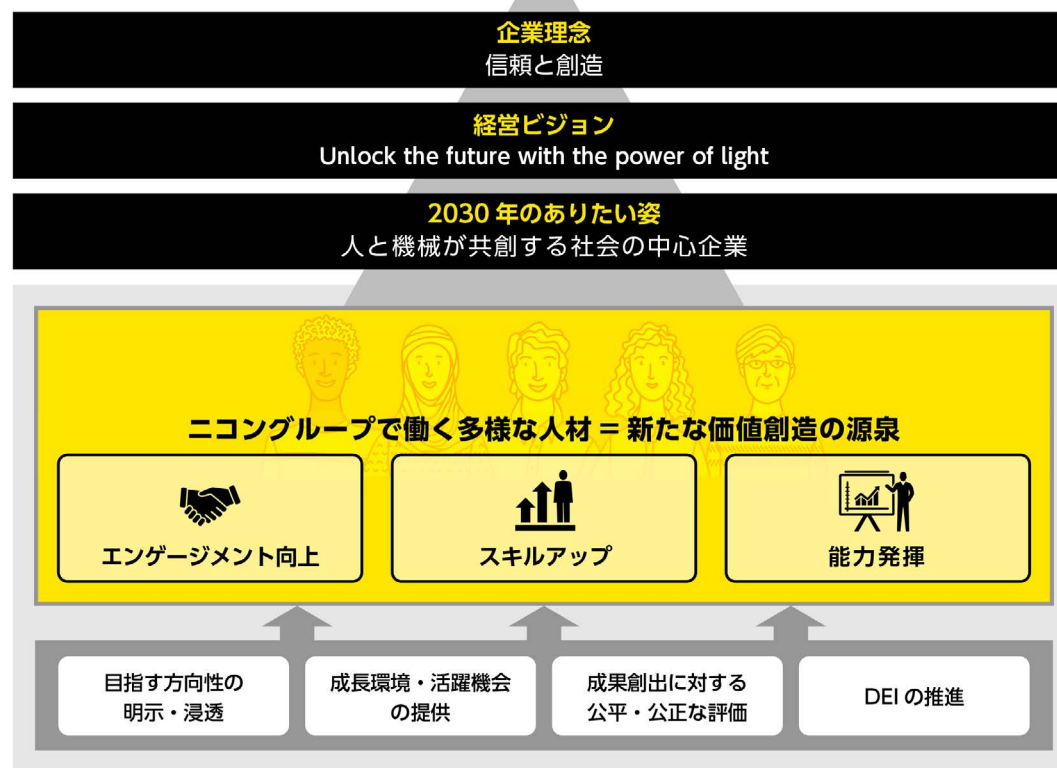 企業理念
信頼と創造
経営ビジョン
Unlock the future with the power of light
2030 年のありたい姿
人と機械が共創する社会の中心企業
ニコングループで働く多様な人材 = 新たな価値創造の源泉
エンゲージメント向上
スキルアップ
能力発揮
目指す方向性の
明示・浸透
成長環境・活躍機会
の提供
成果創出に対する
公平・公正な評価
DEI の推進